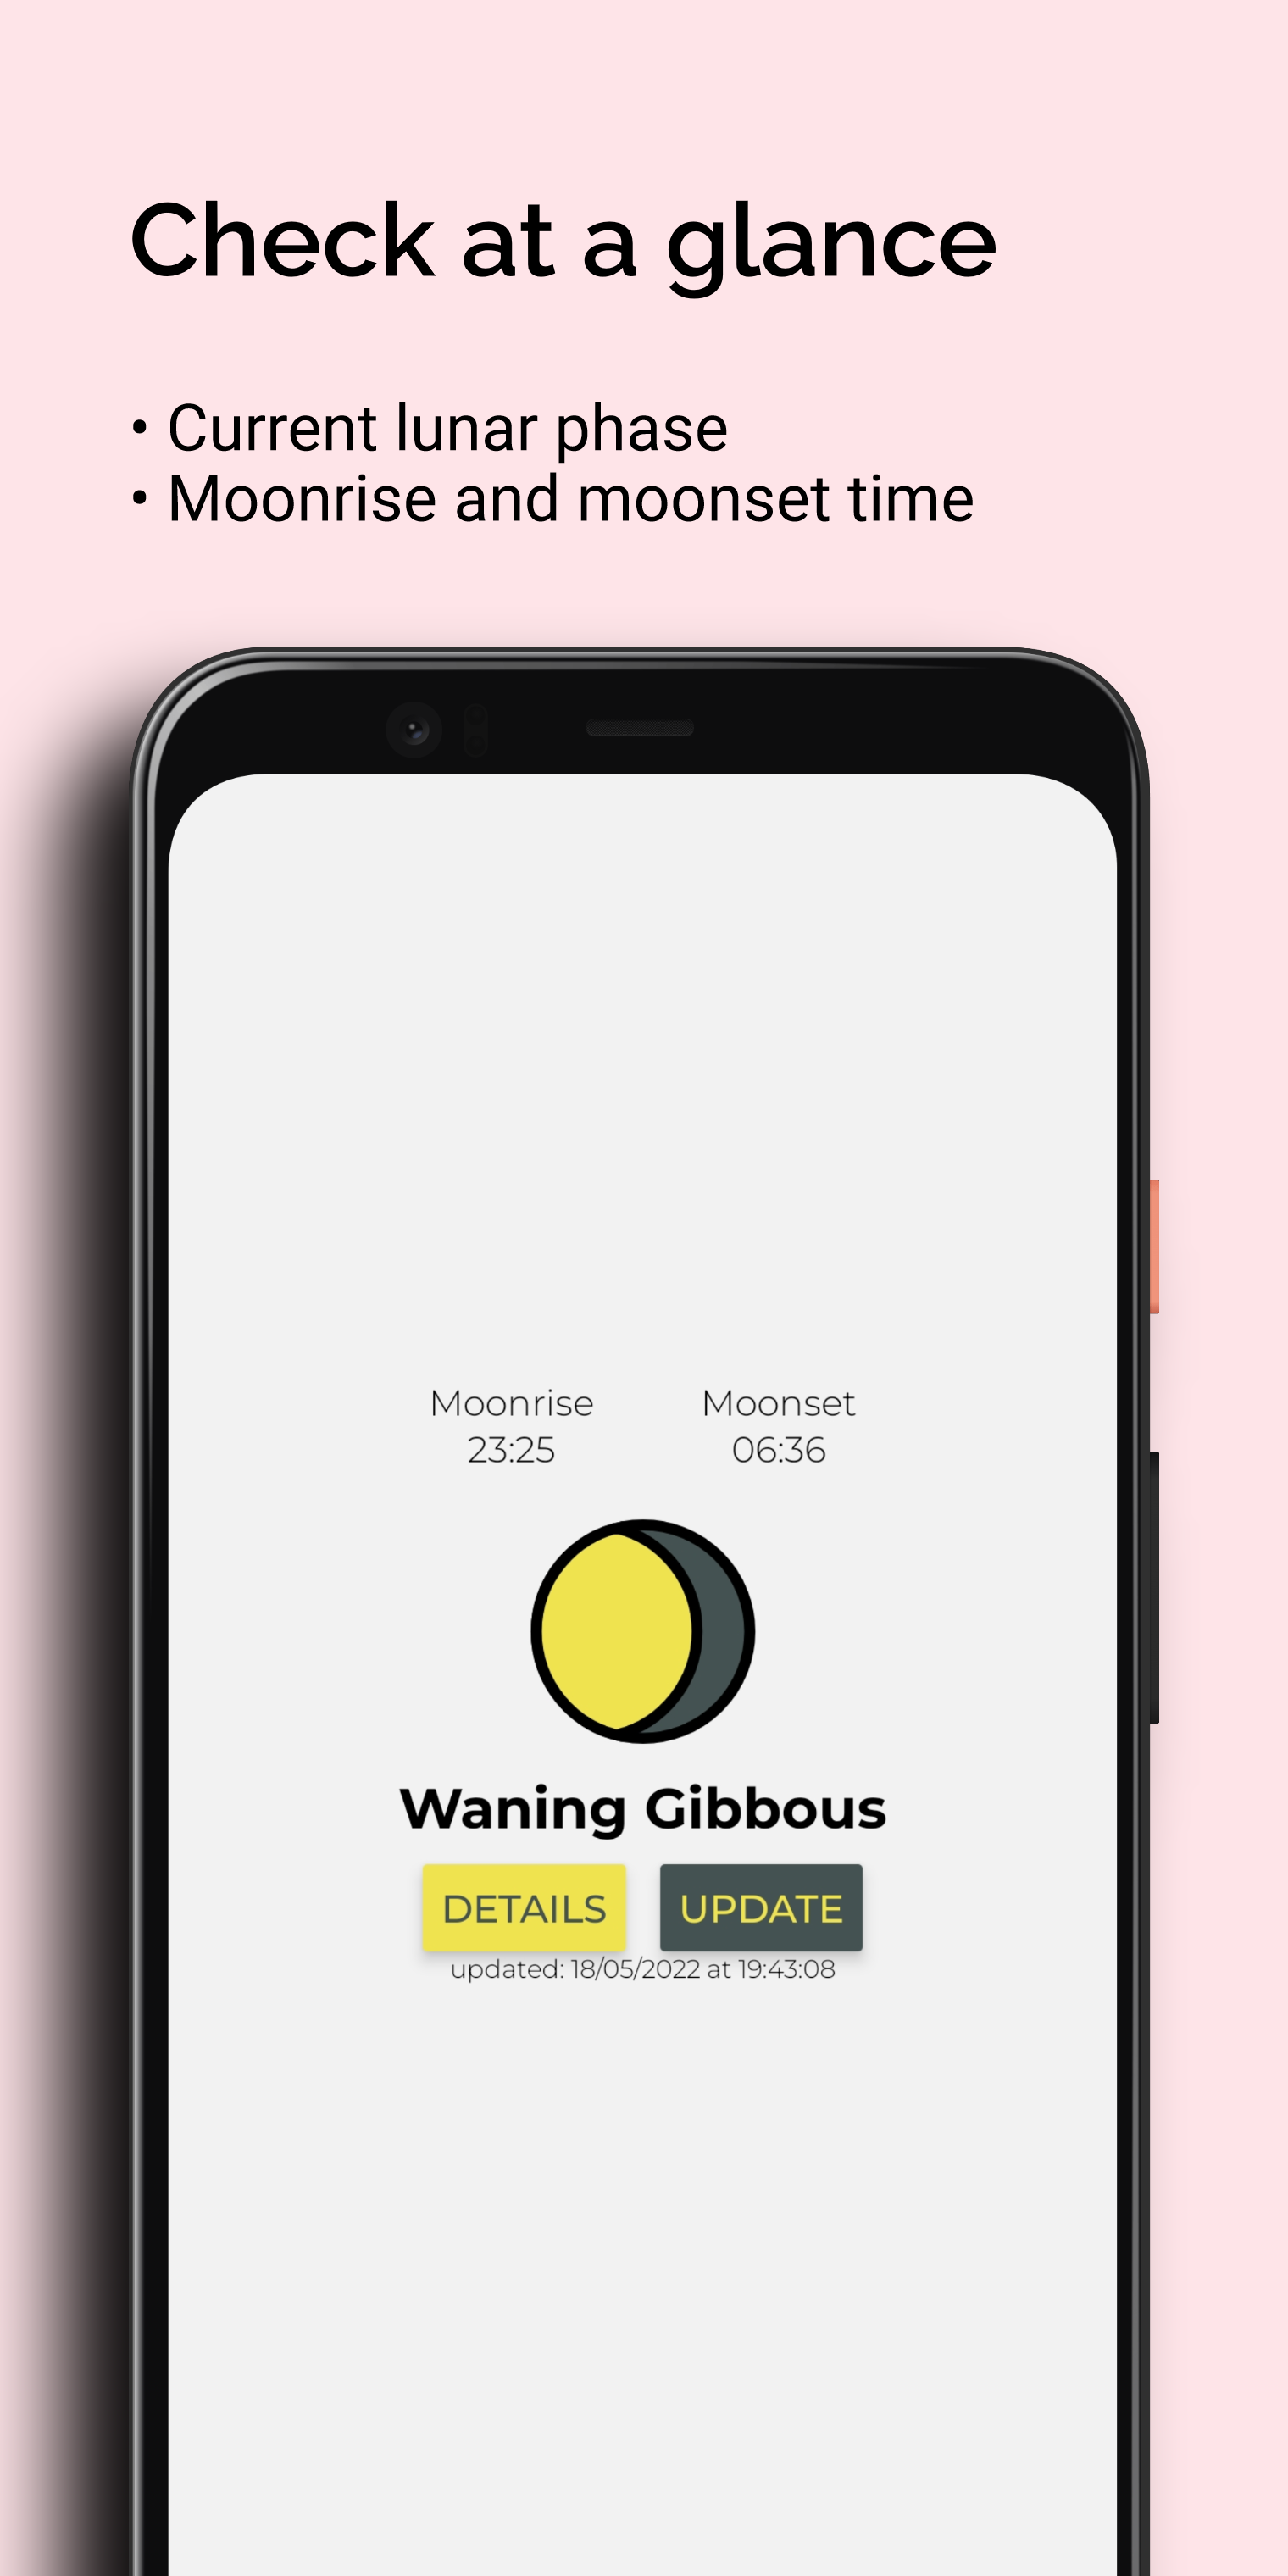 Check at a glance
• Current lunar phase
• Moonrise and moonset time
Moonrise Moonset
23:25 06:36
Waning Gibbous
DETAILS UPDATE
updated: 18/05/2022 at 19:43:08